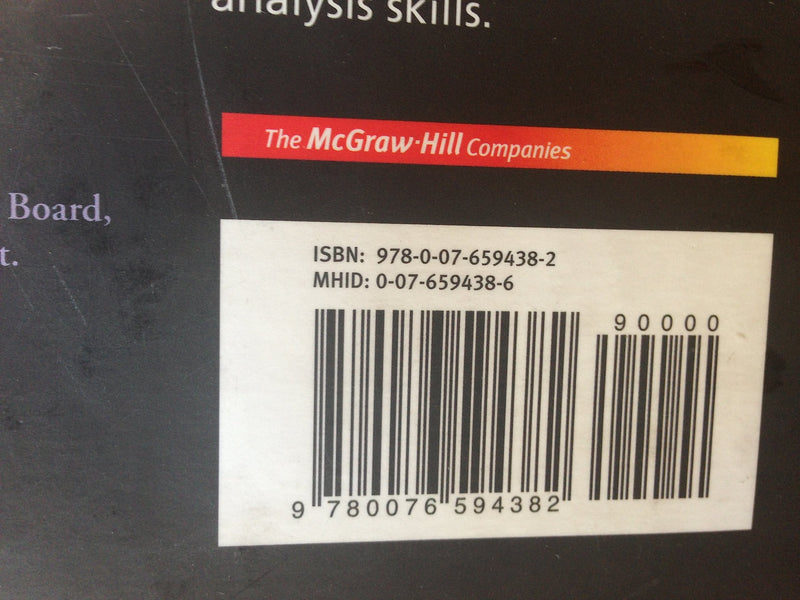 analysis skills.
The McGraw·Hill Companies
Board,
t.
ISBN: 978-0-07-659438-2
MHID: 0-07-659438-6
90000
9 780076 594382